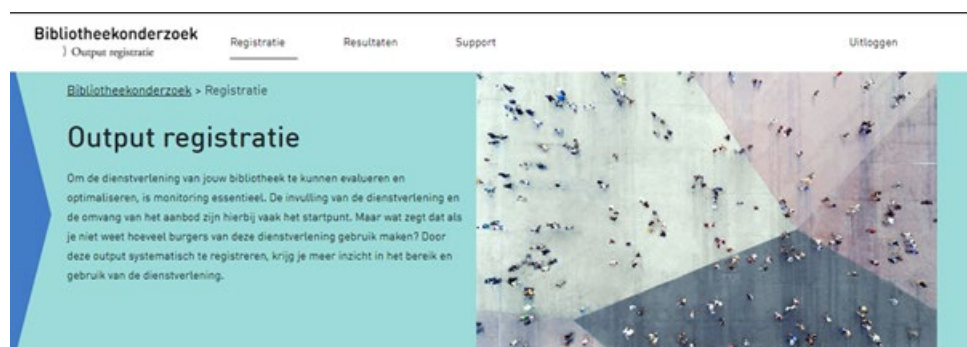 Bibliotheekonderzoek
} Output registratie
Registratie
Resultaten
Support
Uitloggen
Bibliotheekonderzoek > Registratie
Output registratie
Om de dienstverlening van jouw bibliotheek te kunnen evalueren en
optimaliseren, is monitoring essentieel. De invulling van de dienstverlening en
de omvang van het aanbod zijn hierbij vaak het startpunt. Maar wat zegt dat als
je niet weet hoeveel burgers van deze dienstverlening gebruik maken? Door
deze output systematisch te registreren, krijg je meer inzicht in het bereik en
gebruik van de dienstverlening.